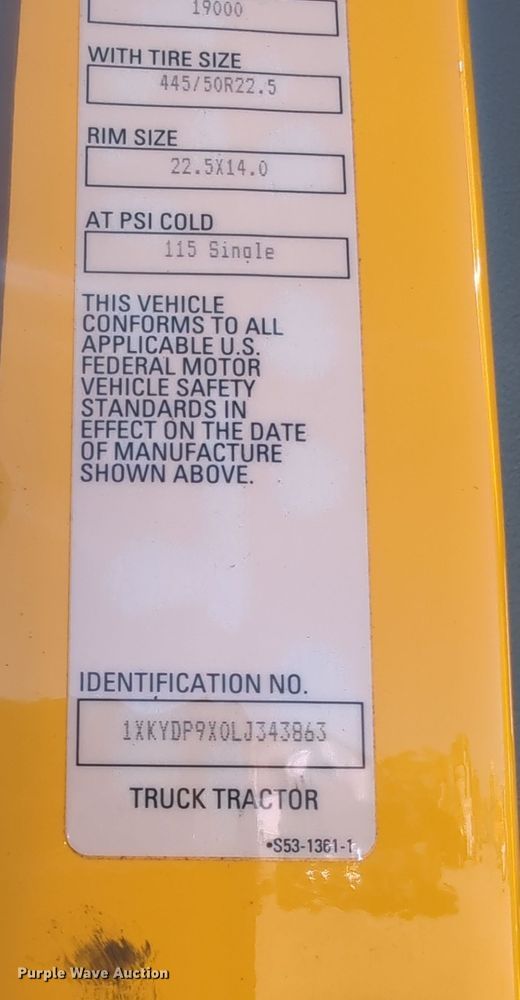 19000
WITH TIRE SIZE
445/50R22.5
RIM SIZE
22.5X14.0
AT PSI COLD
115 Single
THIS VEHICLE
CONFORMS TO ALL
APPLICABLE U.S.
FEDERAL MOTOR
VEHICLE SAFETY
STANDARDS IN
EFFECT ON THE DATE
OF MANUFACTURE
SHOWN ABOVE.
IDENTIFICATION NO.
1XKYDP9X0LJ343863
TRUCK TRACTOR
•S53-1361-1
Purple Wave Auction